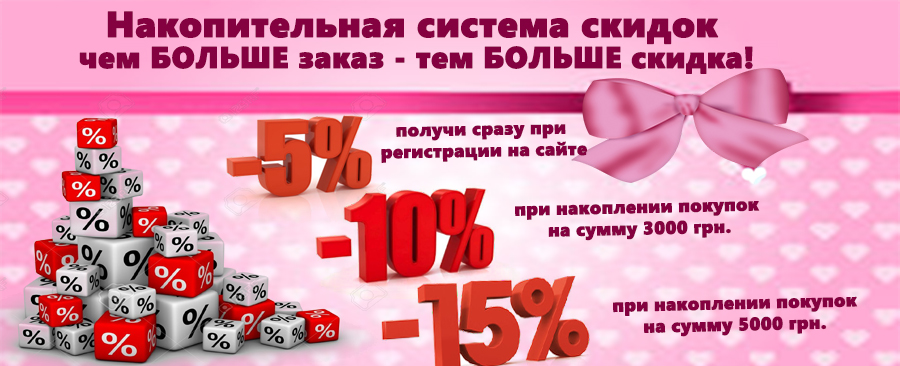 Накопительная система скидок
чем БОЛЬШЕ заказ - тем БОЛЬШЕ скидка!
-5%
получи сразу при
регистрации на сайте
-10%
при накоплении покупок
на сумму 3000 грн.
-15%
при накоплении покупок
на сумму 5000 грн.